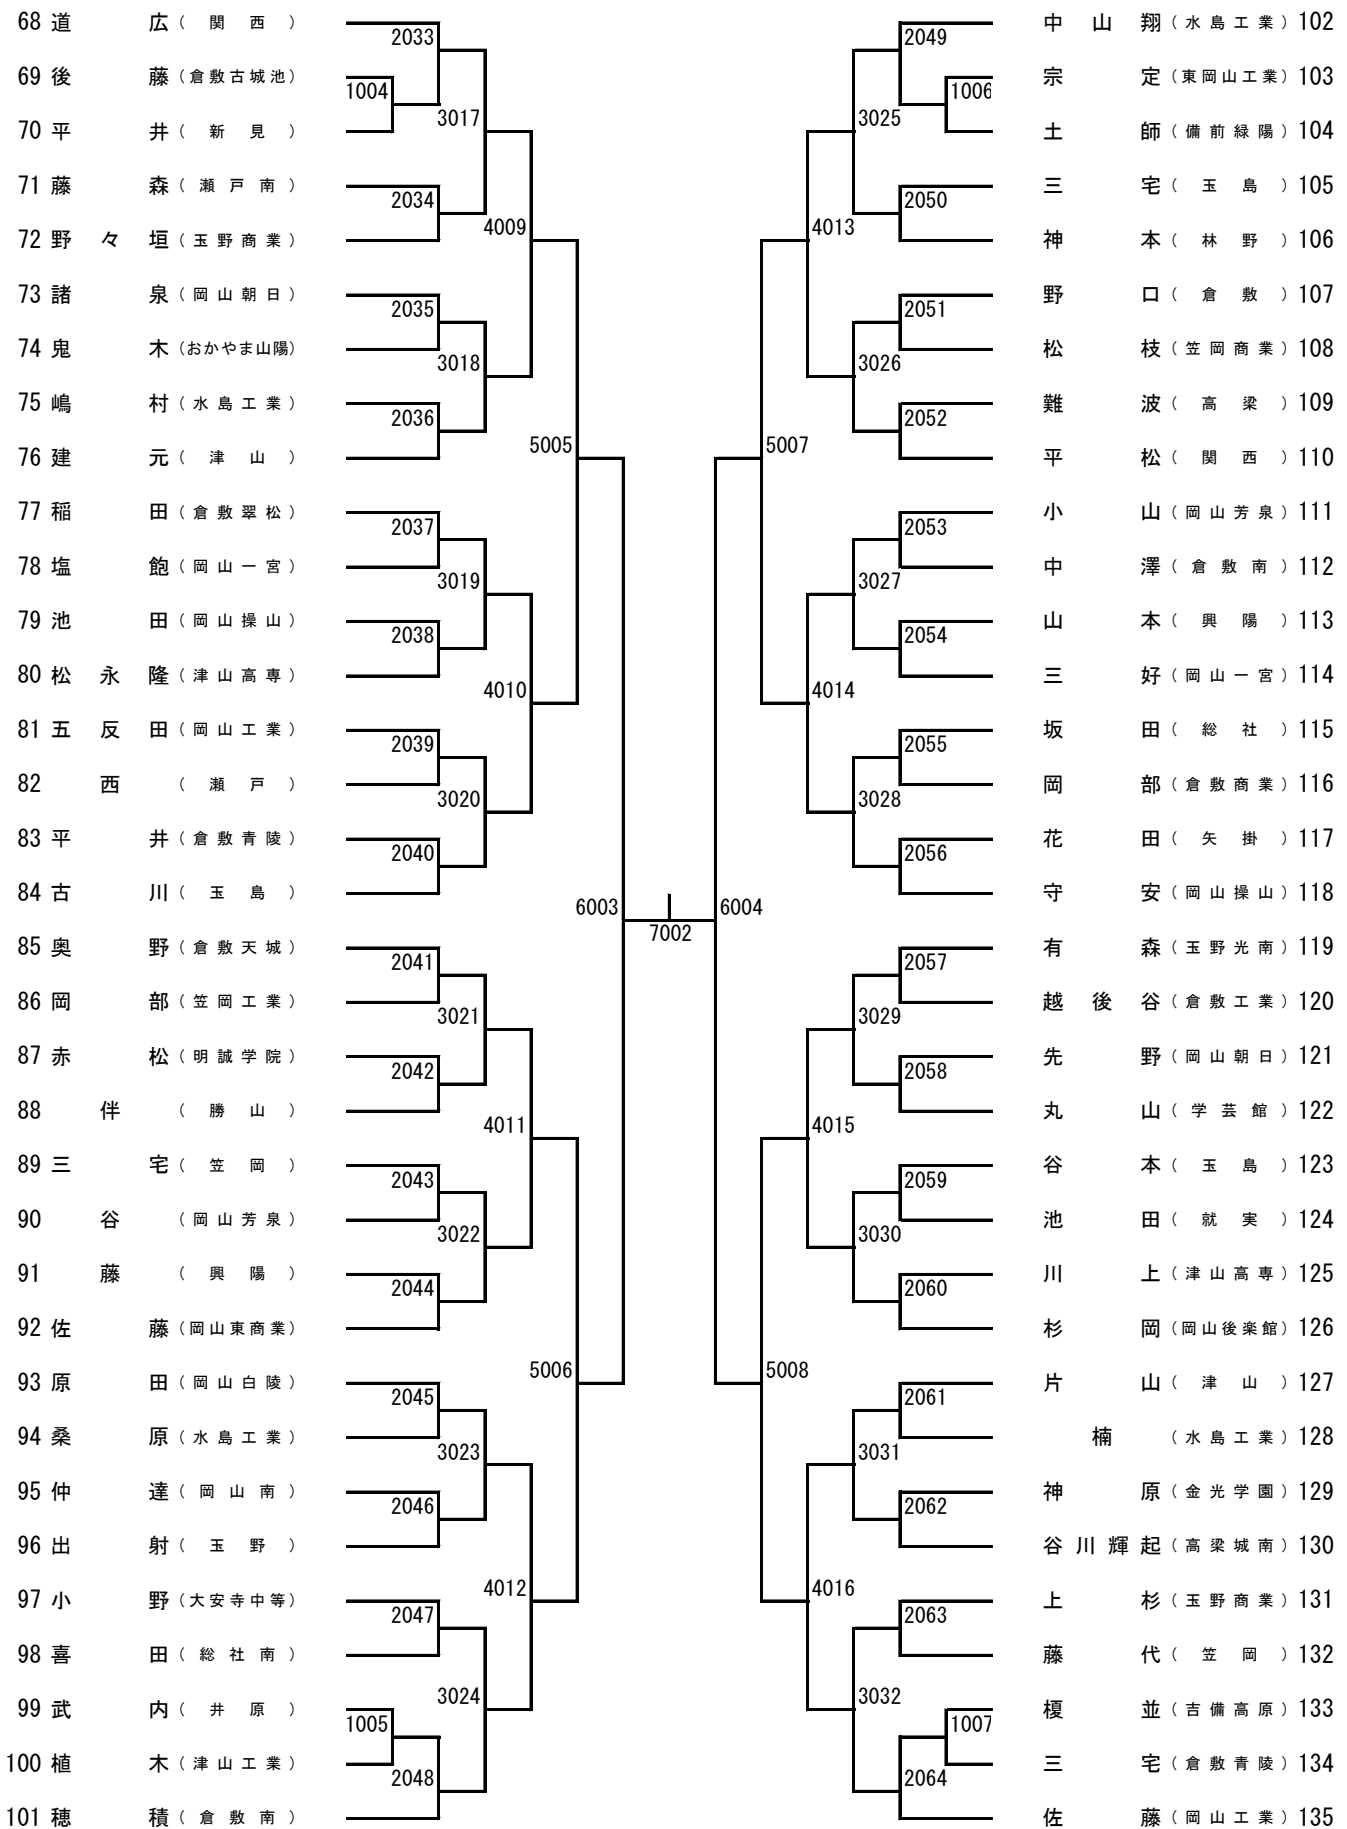 68 道広（関西） 中山翔（水島工業）102
2033 2049
69 後藤（倉敷古城池） 宗定（東岡山工業）103
1004 1006
3017 3025
70 平井（新見） 土師（備前緑陽）104
71 藤森（瀬戸南） 三宅（玉島）105
2034 2050
4009 4013
72 野々垣（玉野商業） 神本（林野）106
73 諸泉（岡山朝日） 野口（倉敷）107
2035 2051
74 鬼木（おかやま山陽） 松枝（笠岡商業）108
3018 3026
75 嶋村（水島工業） 難波（高梁）109
2036 2052
5005 5007
76 建元（津山） 平松（関西）110
77 稲田（倉敷翠松） 小山（岡山芳泉）111
2037 2053
78 塩飽（岡山一宮） 中澤（倉敷南）112
3019 3027
79 池田（岡山操山） 山本（興陽）113
2038 2054
80 松永隆（津山高専） 三好（岡山一宮）114
4010 4014
81 五反田（岡山工業） 坂田（総社）115
2039 2055
82 西（瀬戸） 岡部（倉敷商業）116
3020 3028
83 平井（倉敷青陵） 花田（矢掛）117
2040 2056
84 古川（玉島） 守安（岡山操山）118
6003 6004
7002
85 奥野（倉敷天城） 有森（玉野光南）119
2041 2057
86 岡部（笠岡工業） 越後谷（倉敷工業）120
3021 3029
87 赤松（明誠学院） 先野（岡山朝日）121
2042 2058
88 伴（勝山） 丸山（学芸館）122
4011 4015
89 三宅（笠岡） 谷本（玉島）123
2043 2059
90 谷（岡山芳泉） 池田（就実）124
3022 3030
91 藤（興陽） 川上（津山高専）125
2044 2060
92 佐藤（岡山東商業） 杉岡（岡山後楽館）126
5006 5008
93 原田（岡山白陵） 片山（津山）127
2045 2061
94 桑原（水島工業） 楠（水島工業）128
3023 3031
95 仲達（岡山南） 神原（金光学園）129
2046 2062
96 出射（玉野） 谷川輝起（高梁城南）130
4012 4016
97 小野（大安寺中等） 上杉（玉野商業）131
2047 2063
98 喜田（総社南） 藤代（笠岡）132
3024 3032
99 武内（井原） 榎並（吉備高原）133
1005 1007
100 植木（津山工業） 三宅（倉敷青陵）134
2048 2064
101 穂積（倉敷南） 佐藤（岡山工業）135